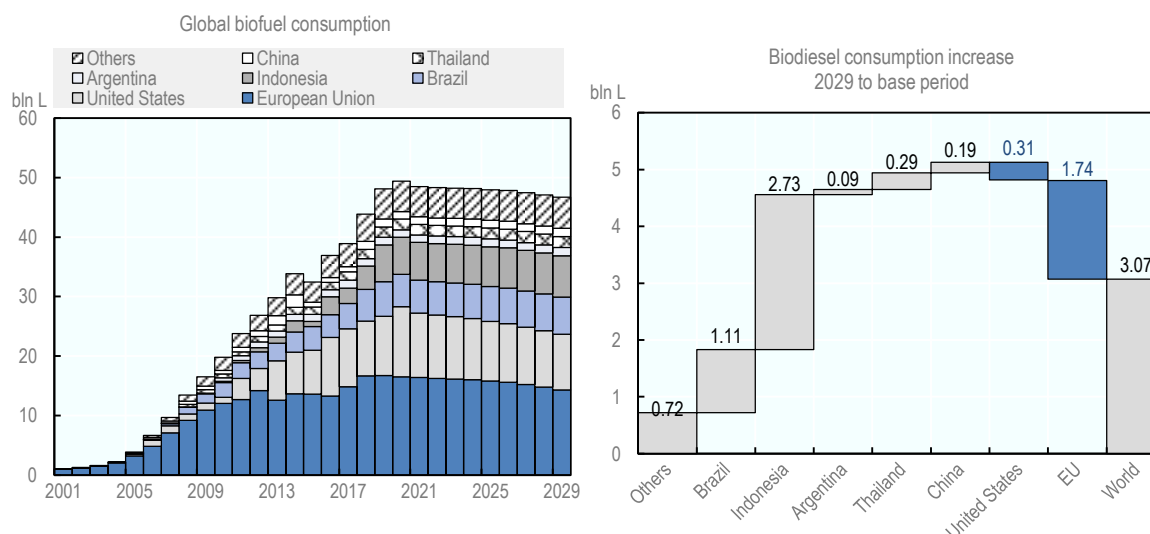 Global biofuel consumption
Others China Thailand
Argentina Indonesia Brazil
United States European Union
bln L
60
50
40
30
20
10
0
2001 2005 2009 2013 2017 2021 2025 2029
Biodiesel consumption increase
2029 to base period
bln L
6
5
4
3
2
1
0
0.72
1.11
2.73
0.09
0.29
0.19
0.31
1.74
3.07
Others
Brazil
Indonesia
Argentina
Thailand
China
United States
EU
World